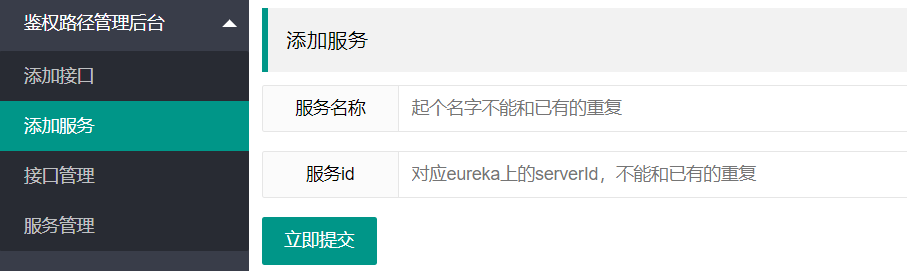 鉴权路径管理后台
添加接口
添加服务
接口管理
服务管理
添加服务
服务名称 起个名字不能和已有的重复
服务id 对应eureka上的serverId，不能和已有的重复
立即提交